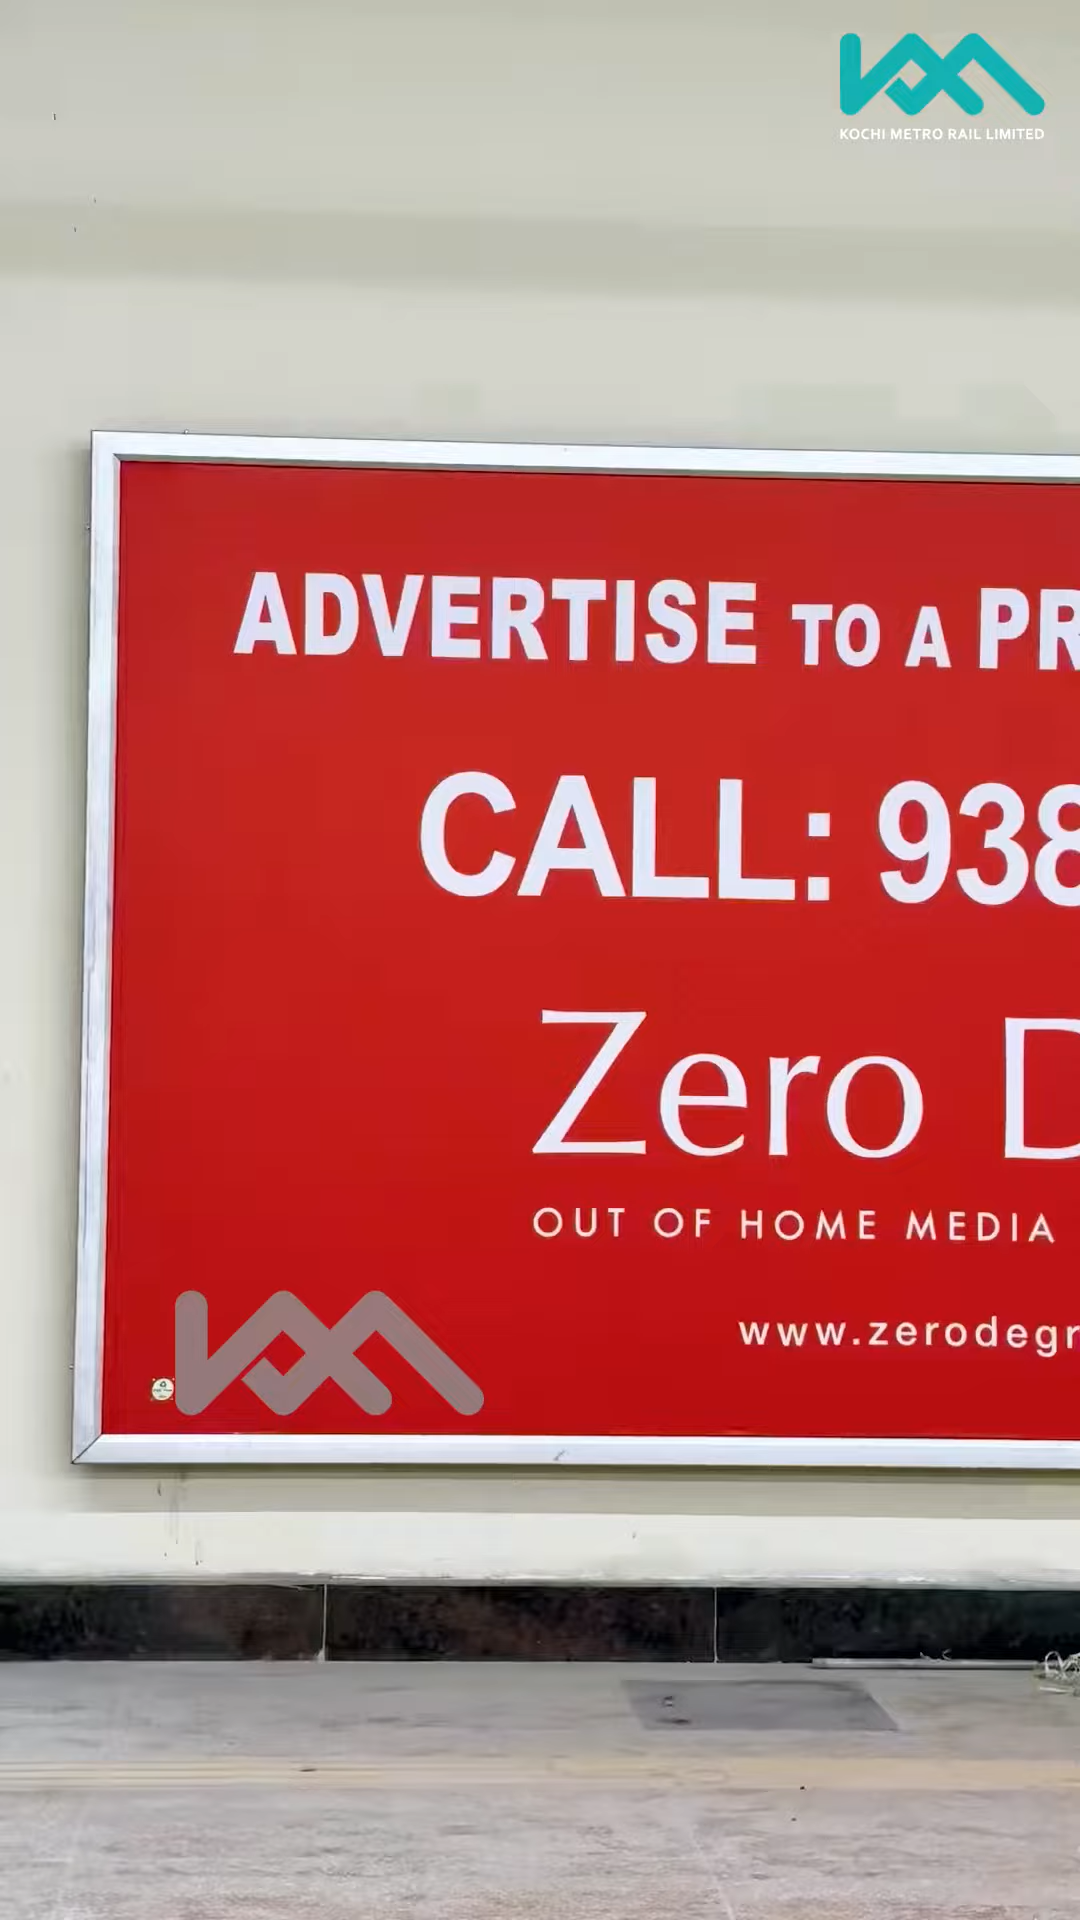 KOCHI METRO RAIL LIMITED
ADVERTISE TO A PR
CALL: 938
Zero D
OUT OF HOME MEDIA
www.zerodegr